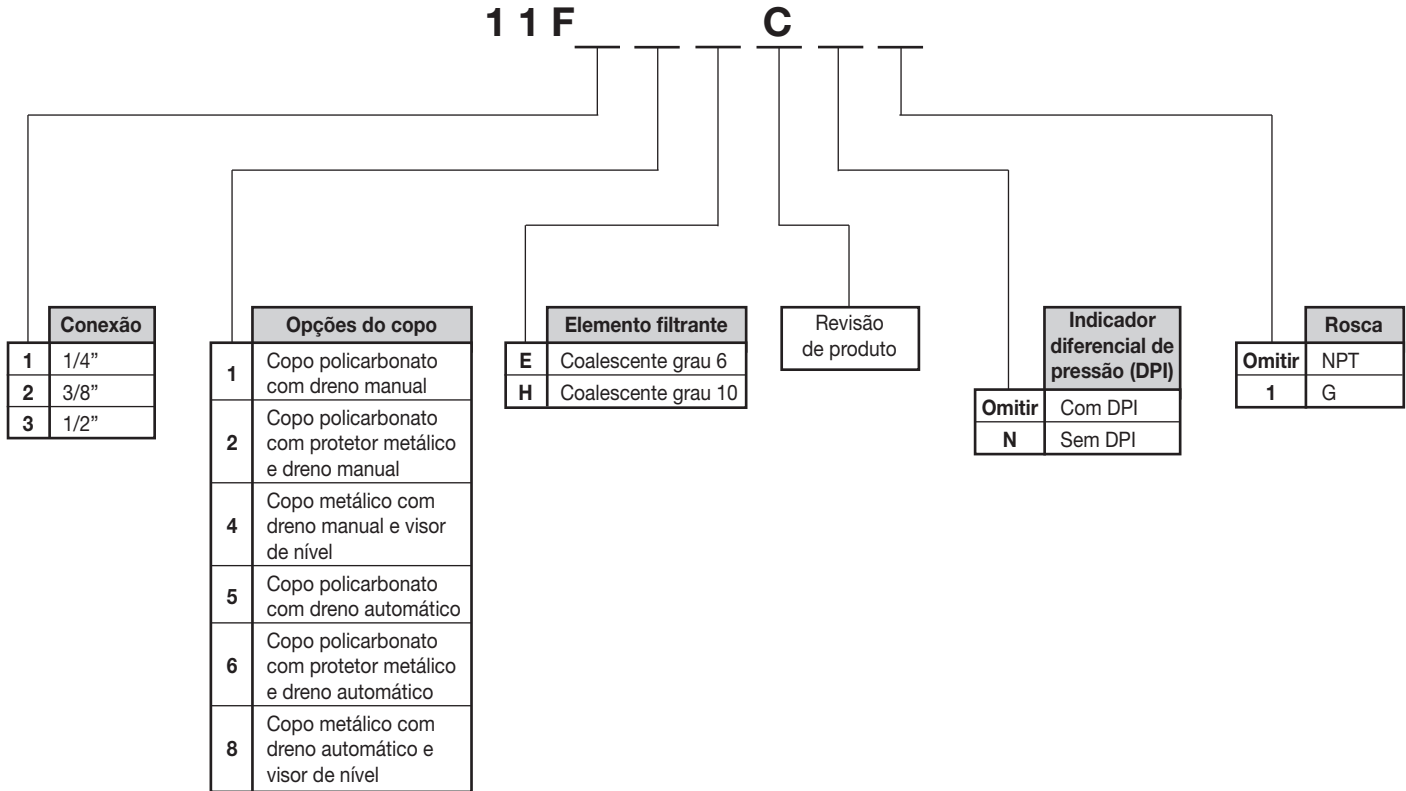 11F C
Conexão
1 1/4”
2 3/8”
3 1/2”
Opções do copo
1 Copo policarbonato
com dreno manual
2 Copo policarbonato
com protetor metálico
e dreno manual
4 Copo metálico com
dreno manual e visor
de nível
5 Copo policarbonato
com dreno automático
6 Copo policarbonato
com protetor metálico
e dreno automático
8 Copo metálico com
dreno automático e
visor de nível
Elemento filtrante
E Coalescente grau 6
H Coalescente grau 10
Revisão
de produto
Indicador
diferencial de
pressão (DPI)
Omitir Com DPI
N Sem DPI
Rosca
Omitir NPT
1 G